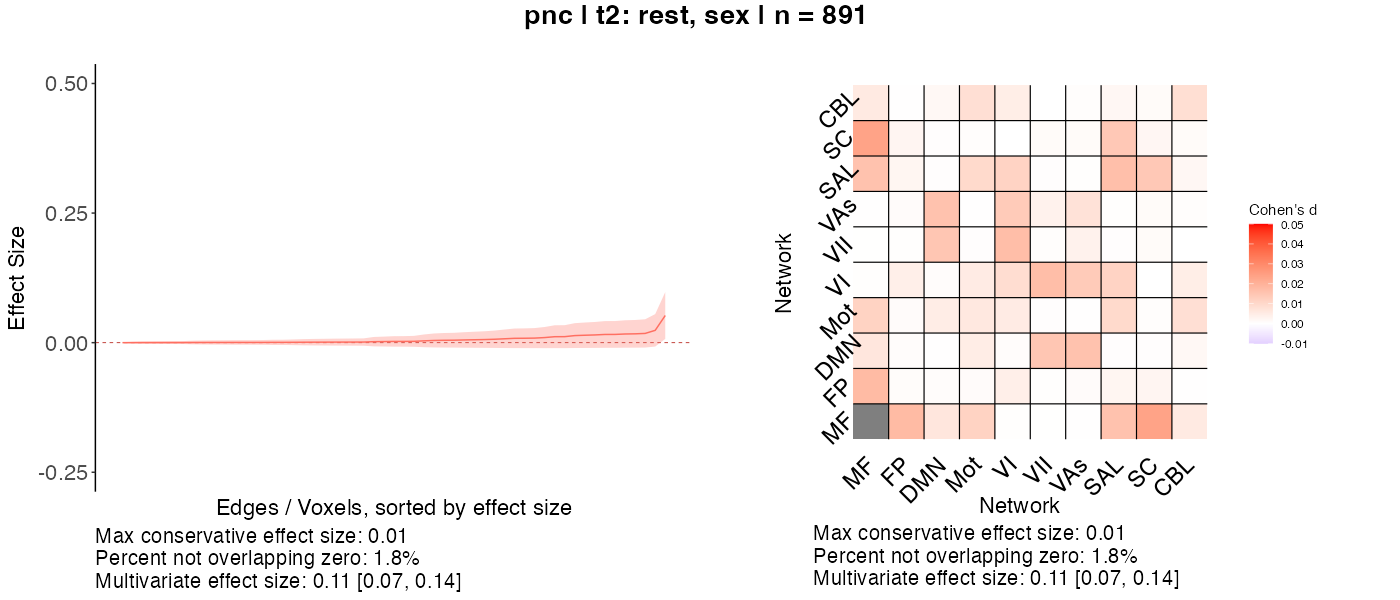 pnc | t2: rest, sex | n = 891
0.50
0.25
0.00
-0.25
Effect Size
Edges / Voxels, sorted by effect size
Max conservative effect size: 0.01
Percent not overlapping zero: 1.8%
Multivariate effect size: 0.11 [0.07, 0.14]
Network
CBL
SC
SAL
VAs
VII
VI
Mot
DMN
FP
MF
MF
FP
DMN
Mot
VI
VII
VAs
SAL
SC
CBL
Network
Max conservative effect size: 0.01
Percent not overlapping zero: 1.8%
Multivariate effect size: 0.11 [0.07, 0.14]
Cohen's d
0.05
0.04
0.03
0.02
0.01
0.00
-0.01